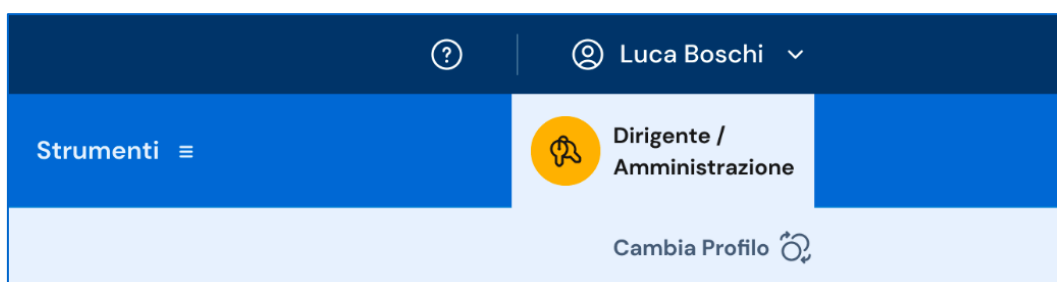 Luca Boschi
Strumenti
Dirigente /
Amministrazione
Cambia Profilo